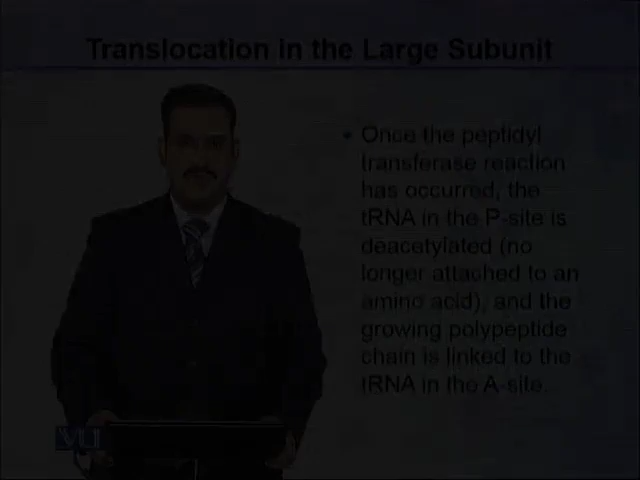 Translocation in the Large Subunit
• Once the peptidyl
transferase reaction
has occurred, the
tRNA in the P-site is
deacetylated (no
longer attached to an
amino acid), and the
growing polypeptide
chain is linked to the
tRNA in the A-site.
VU